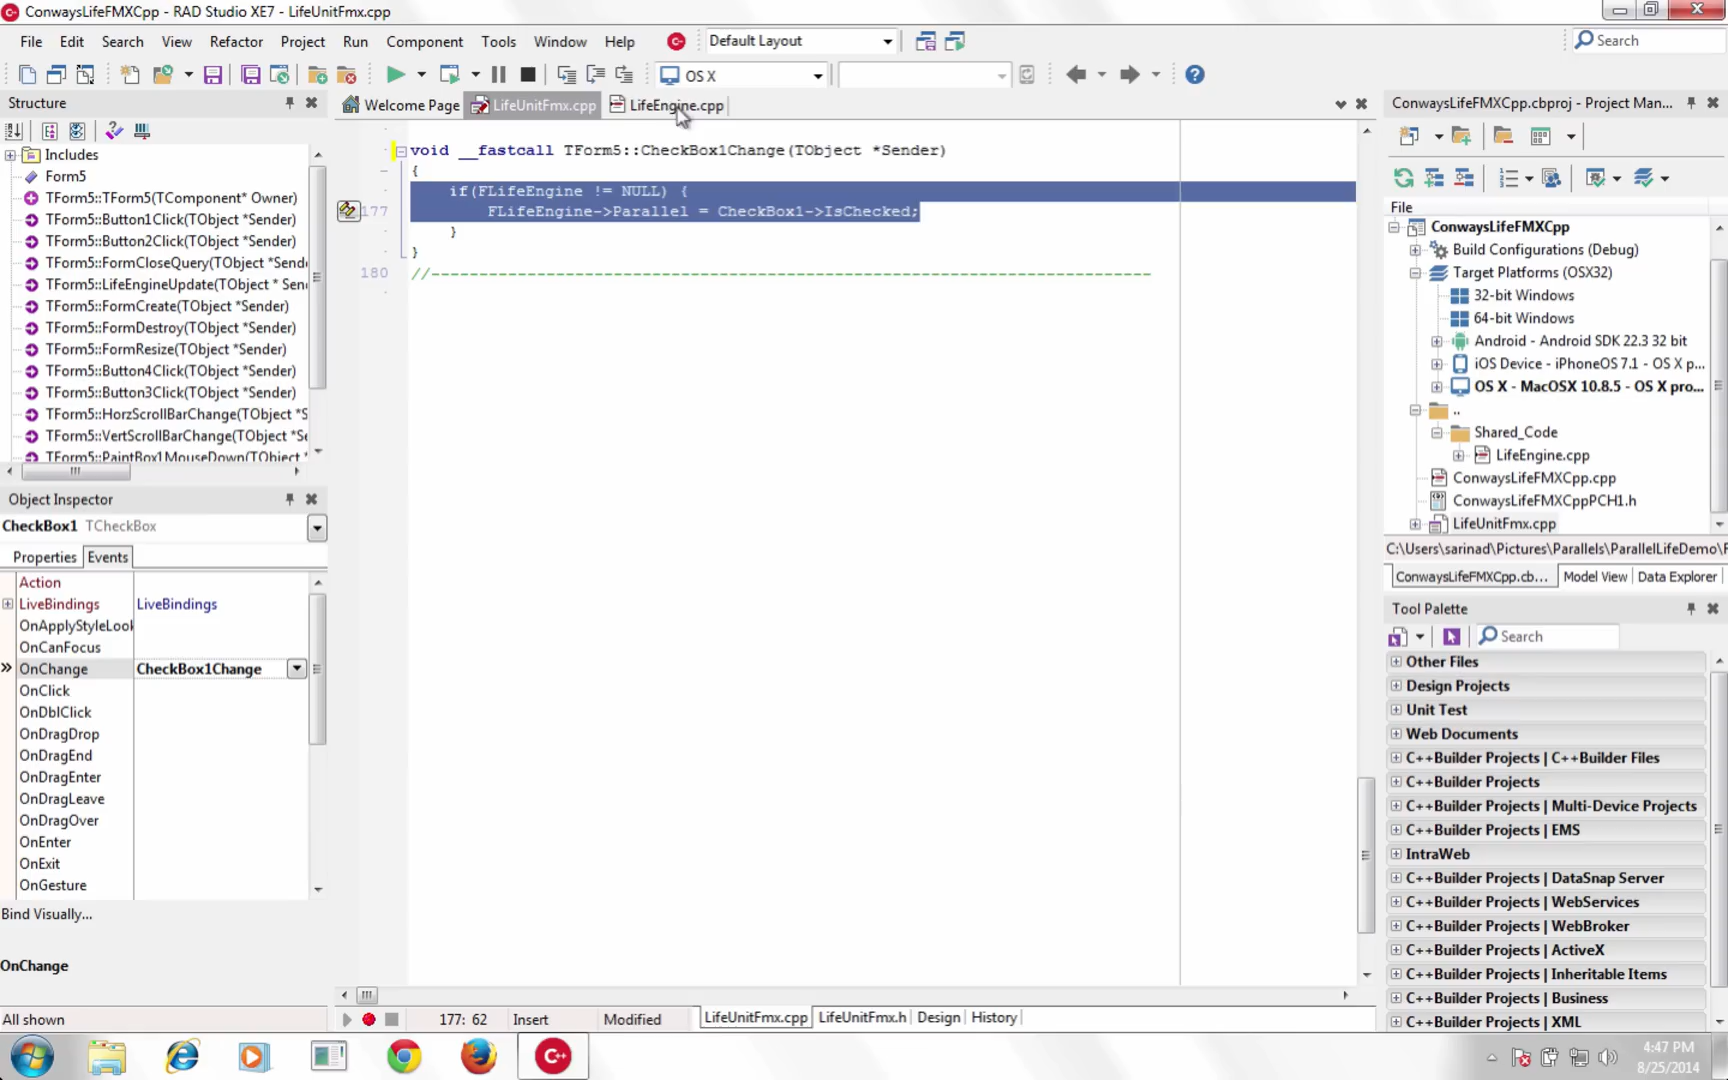 ConwaysLifeFMXCpp - RAD Studio XE7 - LifeUnitFmx.cpp
File Edit Search View Refactor Project Run Component Tools Window Help Default Layout Search
OS X
Structure
Welcome Page LifeUnitFmx.cpp LifeEngine.cpp
ConwaysLifeFMXCpp.cbproj - Project Man...
Includes
Form5
TForm5::TForm5(TComponent* Owner)
TForm5::Button1Click(TObject *Sender)
TForm5::Button2Click(TObject *Sender)
TForm5::FormCloseQuery(TObject *Send
TForm5::LifeEngineUpdate(TObject * Sen
TForm5::FormCreate(TObject *Sender)
TForm5::FormDestroy(TObject *Sender)
TForm5::FormResize(TObject *Sender)
TForm5::Button4Click(TObject *Sender)
TForm5::Button3Click(TObject *Sender)
TForm5::HorzScrollBarChange(TObject *S
TForm5::VertScrollBarChange(TObject *Se
TForm5::PaintBox1MouseDown(TObject
Object Inspector
CheckBox1 TCheckBox
Properties Events
Action
LiveBindings LiveBindings
OnApplyStyleLool
OnCanFocus
OnChange CheckBox1Change
OnClick
OnDblClick
OnDragDrop
OnDragEnd
OnDragEnter
OnDragLeave
OnDragOver
OnEnter
OnExit
OnGesture
Bind Visually...
OnChange
All shown
void __fastcall TForm5::CheckBox1Change(TObject *Sender)
{
if(FLifeEngine != NULL) {
177 FLifeEngine->Parallel = CheckBox1->IsChecked;
}
}
180 //---------------------------------------------------------------------------
177: 62 Insert Modified LifeUnitFmx.cpp LifeUnitFmx.h Design History
File
ConwaysLifeFMXCpp
Build Configurations (Debug)
Target Platforms (OSX32)
32-bit Windows
64-bit Windows
Android - Android SDK 22.3 32 bit
iOS Device - iPhoneOS 7.1 - OS X p...
OS X - MacOSX 10.8.5 - OS X pro...
..
Shared_Code
LifeEngine.cpp
ConwaysLifeFMXCpp.cpp
ConwaysLifeFMXCppPCH1.h
LifeUnitFmx.cpp
C:\Users\sarinad\Pictures\Parallels\ParallelLifeDemo\F
ConwaysLifeFMXCpp.cb... Model View Data Explorer
Tool Palette
Search
Other Files
Design Projects
Unit Test
Web Documents
C++Builder Projects | C++Builder Files
C++Builder Projects
C++Builder Projects | Multi-Device Projects
C++Builder Projects | EMS
IntraWeb
C++Builder Projects | DataSnap Server
C++Builder Projects | WebServices
C++Builder Projects | WebBroker
C++Builder Projects | ActiveX
C++Builder Projects | Inheritable Items
C++Builder Projects | Business
C++Builder Projects | XML
4:47 PM
8/25/2014